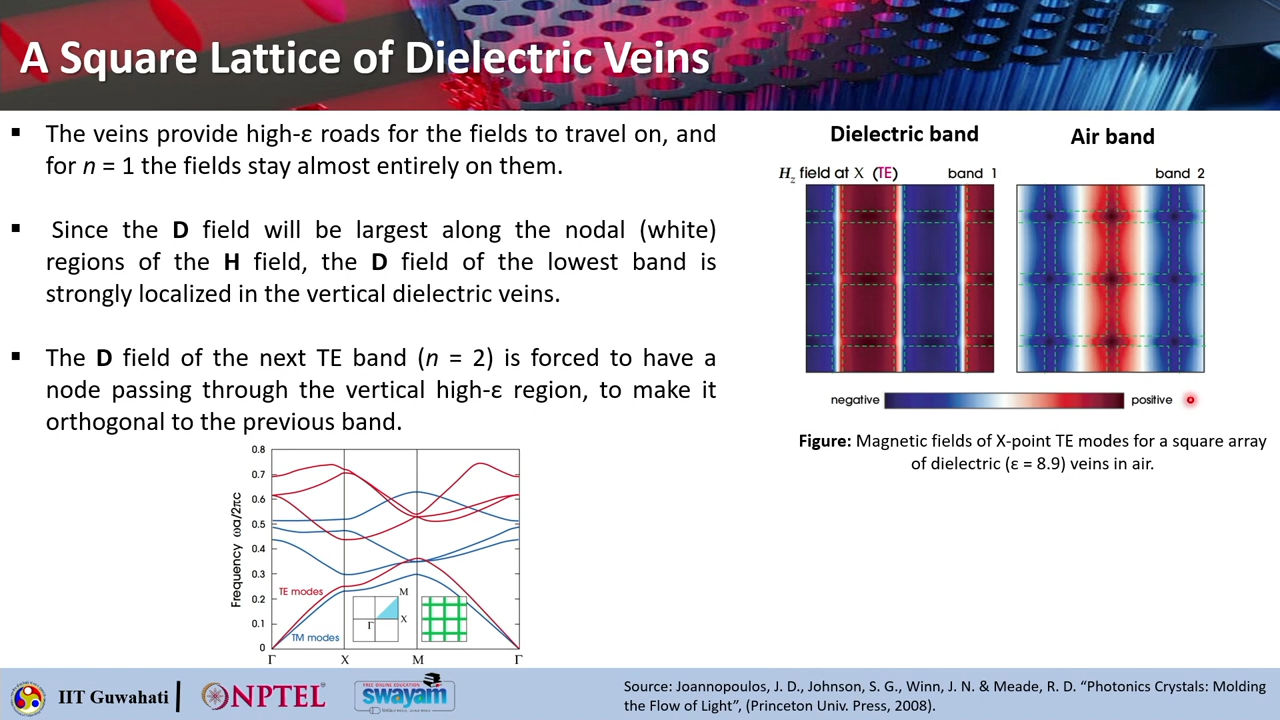 A Square Lattice of Dielectric Veins
▪ The veins provide high-ε roads for the fields to travel on, and
for n = 1 the fields stay almost entirely on them.
▪ Since the D field will be largest along the nodal (white)
regions of the H field, the D field of the lowest band is
strongly localized in the vertical dielectric veins.
▪ The D field of the next TE band (n = 2) is forced to have a
node passing through the vertical high-ε region, to make it
orthogonal to the previous band.
Dielectric band
Air band
Hz field at X (TE) band 1
band 2
negative
positive
Figure: Magnetic fields of X-point TE modes for a square array
of dielectric (ε = 8.9) veins in air.
Frequency ωa/2πc
0.8
0.7
0.6
0.5
0.4
0.3
0.2
0.1
0
TE modes
TM modes
M
Γ
X
Γ X M Γ
IIT Guwahati
NPTEL
FREE ONLINE EDUCATION
swayam
Source: Joannopoulos, J. D, Johnson, S. G., Winn, J. N. & Meade, R. D. “Photonics Crystals: Molding
the Flow of Light”, (Princeton Univ. Press, 2008).